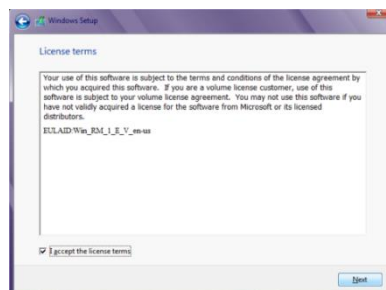 Windows Setup
License terms
Your use of this software is subject to the terms and conditions of the license agreement by
which you acquired this software. If you are a volume license customer, use of this
software is subject to your volume license agreement. You may not use this software if you
have not validly acquired a license for the software from Microsoft or its licensed
distributors.
EULAID:Win_RM_1_E_V_en-us
I accept the license terms
Next